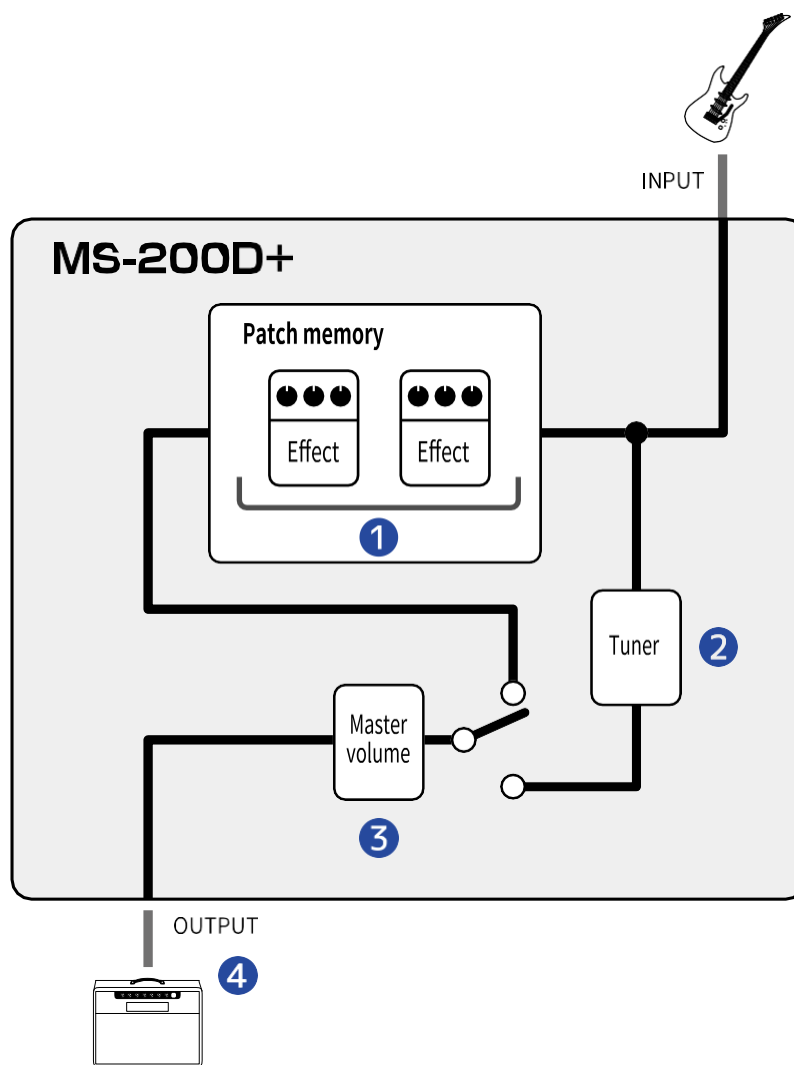 INPUT
MS-200D+
Patch memory
Effect
Effect
1
Tuner
2
Master
volume
3
OUTPUT
4